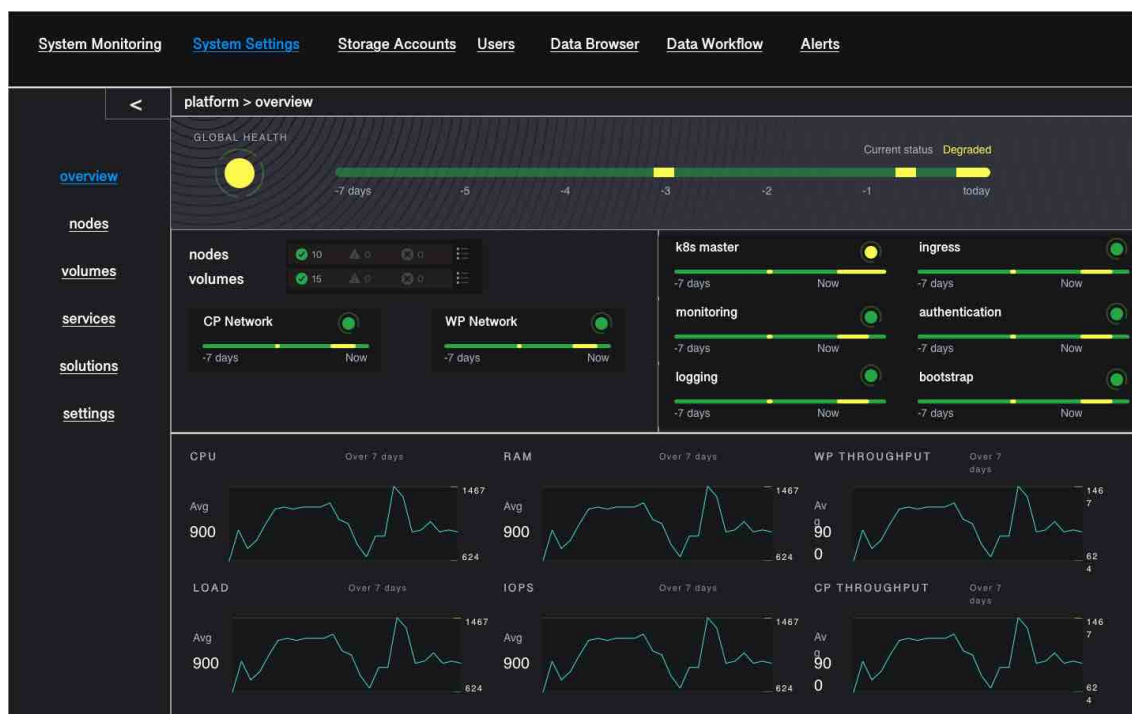 System Monitoring System Settings Storage Accounts Users Data Browser Data Workflow Alerts
<
platform > overview
GLOBAL HEALTH
Current status Degraded
-7 days -5 -4 -3 -2 -1 today
overview
nodes
volumes
services
solutions
settings
nodes 10 0 0
volumes 15 0 0
CP Network
-7 days Now
WP Network
-7 days Now
k8s master
-7 days Now
ingress
-7 days Now
monitoring
-7 days Now
authentication
-7 days Now
logging
-7 days Now
bootstrap
-7 days Now
CPU Over 7 days
1467
Avg
900
624
RAM Over 7 days
1467
Avg
900
624
WP THROUGHPUT Over 7
days
146
7
Av
g
90
0
62
4
LOAD Over 7 days
1467
Avg
900
624
IOPS Over 7 days
1467
Avg
900
624
CP THROUGHPUT Over 7
days
146
7
Av
g
90
0
62
4